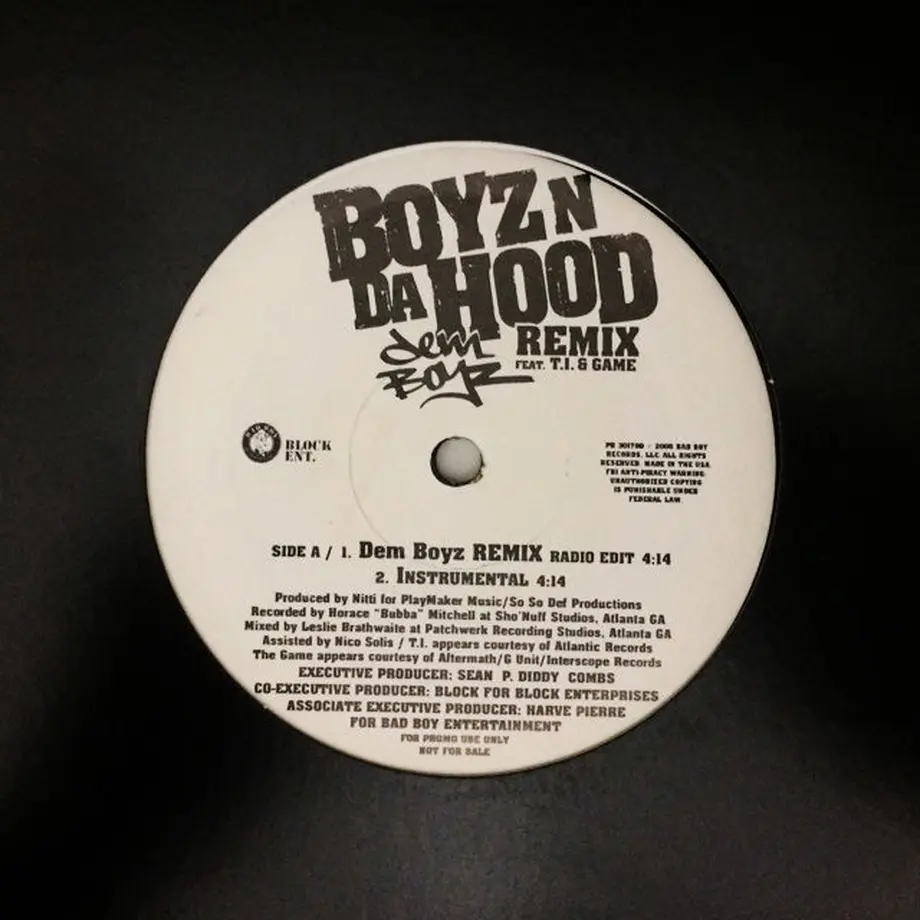 BOYZ N
DA HOOD
dem
BOYZ
REMIX
FEAT. T.I. & GAME
BAD BOY
BLOCK
ENT.
2005 BAD BOY
RECORDS, LLC ALL RIGHTS
RESERVED. MADE IN THE USA.
FBI ANTI-PIRACY WARNING:
UNAUTHORIZED COPYING
IS PUNISHABLE UNDER
FEDERAL LAW.
SIDE A / 1. Dem Boyz REMIX RADIO EDIT 4:14
2. INSTRUMENTAL 4:14
Produced by Nitti for PlayMaker Music/So So Def Productions
Recorded by Horace "Bubba" Mitchell at Sho'Nuff Studios, Atlanta GA
Mixed by Leslie Brathwaite at Patchwerk Recording Studios, Atlanta GA
Assisted by Nico Solis / T.I. appears courtesy of Atlantic Records
The Game appears courtesy of Aftermath/G Unit/Interscope Records
EXECUTIVE PRODUCER: SEAN P. DIDDY COMBS
CO-EXECUTIVE PRODUCER: BLOCK FOR BLOCK ENTERPRISES
ASSOCIATE EXECUTIVE PRODUCER: HARVE PIERRE
FOR BAD BOY ENTERTAINMENT
FOR PROMO USE ONLY
NOT FOR SALE